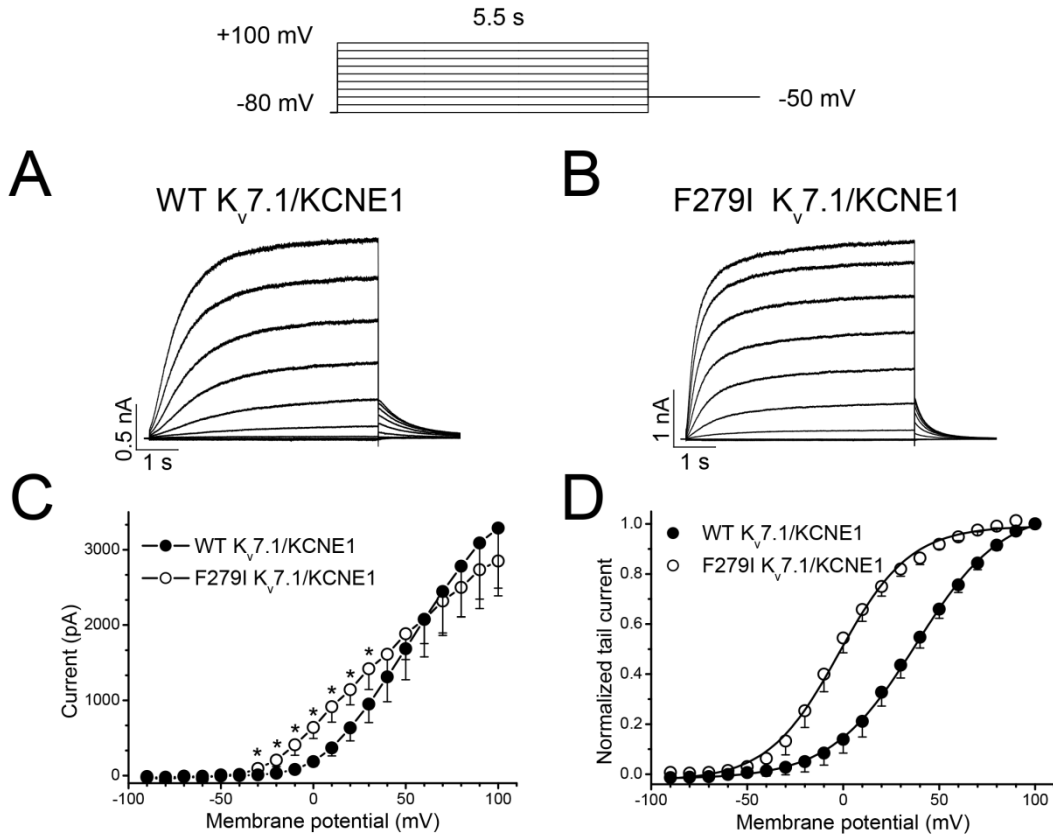 5.5 s
+100 mV
-80 mV
-50 mV
A
WT Kv7.1/KCNE1
0.5 nA
1 s
B
F279I Kv7.1/KCNE1
1 nA
1 s
C
WT Kv7.1/KCNE1
F279I Kv7.1/KCNE1
* * * * * * *
Current (pA)
3000
2000
1000
0
-100 -50 0 50 100
Membrane potential (mV)
D
WT Kv7.1/KCNE1
F279I Kv7.1/KCNE1
Normalized tail current
1.0
0.8
0.6
0.4
0.2
0.0
-100 -50 0 50 100
Membrane potential (mV)